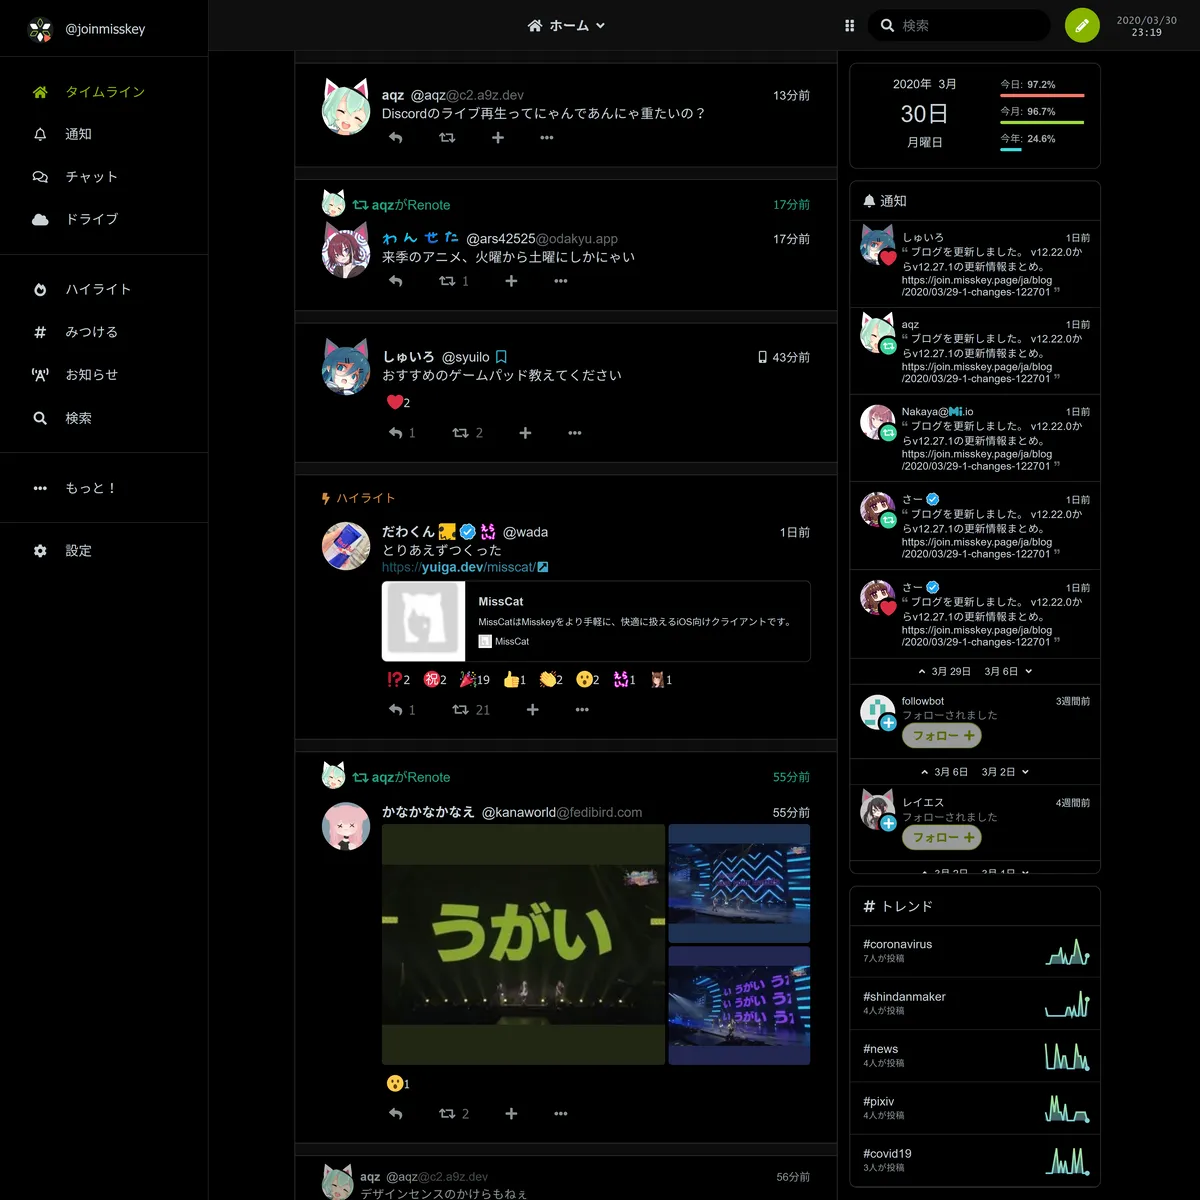 @joinmisskey
タイムライン
通知
チャット
ドライブ
ハイライト
みつける
お知らせ
検索
もっと！
設定
ホーム
検索
2020/03/30
23:19
aqz @aqz@c2.a9z.dev 13分前
Discordのライブ再生ってにゃんであんにゃ重たいの？
aqzがRenote 17分前
わんせた @ars42525@odakyu.app 17分前
来季のアニメ、火曜から土曜にしかにゃい
1
しゅいろ @syuilo 43分前
おすすめのゲームパッド教えてください
2
1 2
ハイライト
だわくん えらいい @wada 1日前
とりあえずつくった
https://yuiga.dev/misscat/
MissCat
MissCatはMisskeyをより手軽に、快適に扱えるiOS向けクライアントです。
MissCat
⁉2 祝2 19 1 2 2 1 1
1 21
aqzがRenote 55分前
かなかなかなえ @kanaworld@fedibird.com 55分前
うがい
うがい うがい
1
2
aqz @aqz@c2.a9z.dev 56分前
デザインセンスのかけらもねぇ
2020年 3月
30日
月曜日
今日: 97.2%
今月: 96.7%
今年: 24.6%
通知
しゅいろ 1日前
“ ブログを更新しました。 v12.22.0か
らv12.27.1の更新情報まとめ。
https://join.misskey.page/ja/blog
/2020/03/29-1-changes-122701 ”
aqz 1日前
“ ブログを更新しました。 v12.22.0か
らv12.27.1の更新情報まとめ。
https://join.misskey.page/ja/blog
/2020/03/29-1-changes-122701 ”
Nakaya@Mi.io 1日前
“ ブログを更新しました。 v12.22.0か
らv12.27.1の更新情報まとめ。
https://join.misskey.page/ja/blog
/2020/03/29-1-changes-122701 ”
さー 1日前
“ ブログを更新しました。 v12.22.0か
らv12.27.1の更新情報まとめ。
https://join.misskey.page/ja/blog
/2020/03/29-1-changes-122701 ”
さー 1日前
“ ブログを更新しました。 v12.22.0か
らv12.27.1の更新情報まとめ。
https://join.misskey.page/ja/blog
/2020/03/29-1-changes-122701 ”
3月 29日 3月 6日
followbot 3週間前
フォローされました
フォロー
3月 6日 3月 2日
レイエス 4週間前
フォローされました
フォロー
3月 2日 3月 1日
# トレンド
#coronavirus
7人が投稿
#shindanmaker
4人が投稿
#news
4人が投稿
#pixiv
4人が投稿
#covid19
3人が投稿